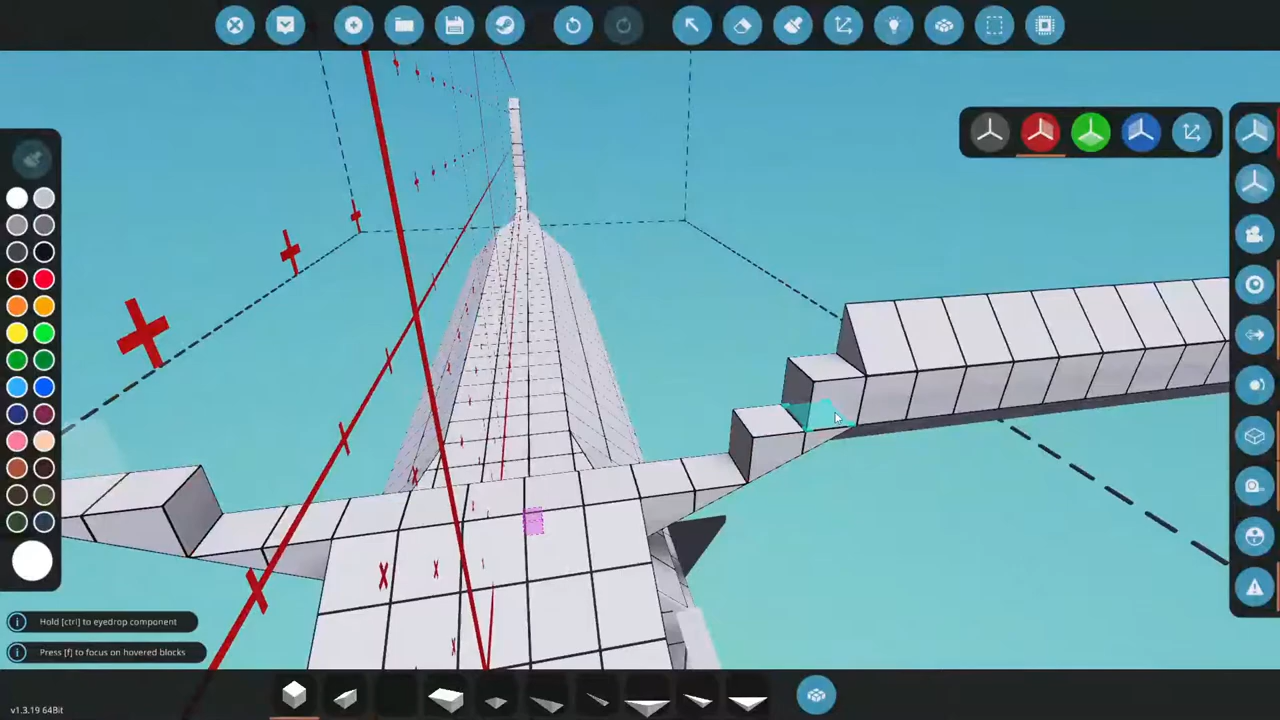 Hold [ctrl] to eyedrop component
Press [f] to focus on hovered blocks
v1.3.19 64Bit